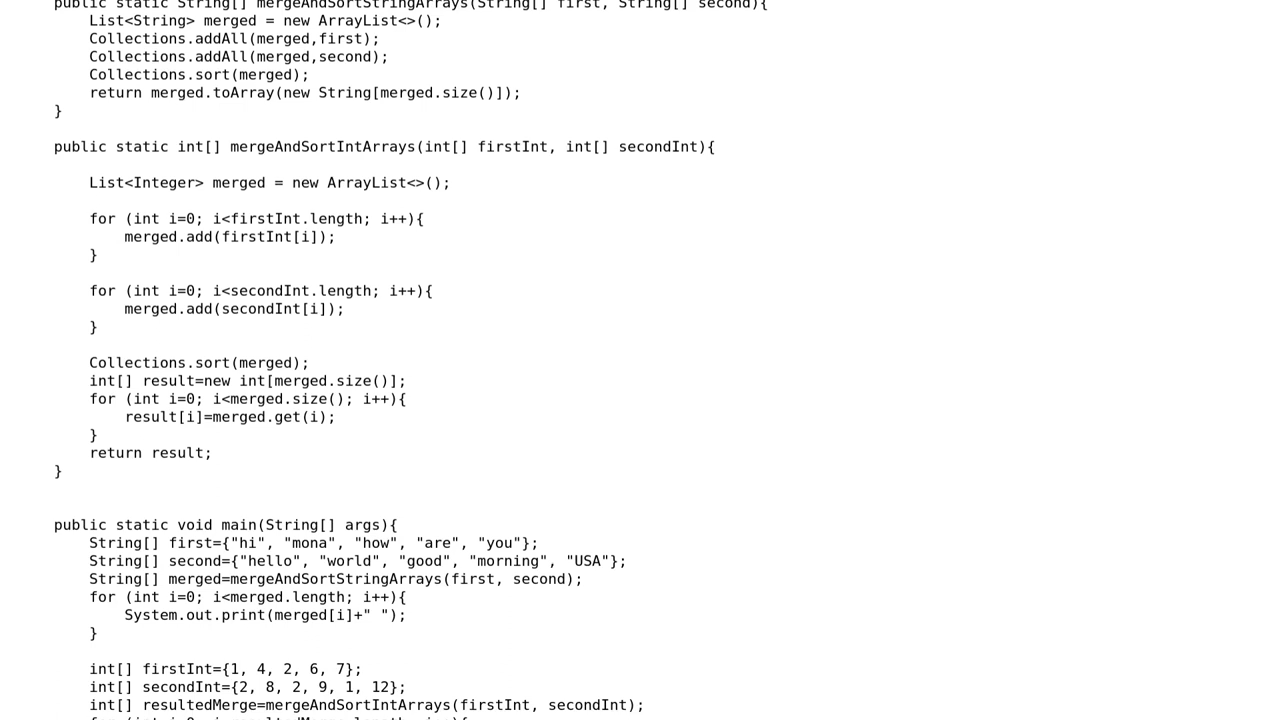 public static String[] mergeAndSortStringArrays(String[] first, String[] second){
List<String> merged = new ArrayList<>();
Collections.addAll(merged,first);
Collections.addAll(merged,second);
Collections.sort(merged);
return merged.toArray(new String[merged.size()]);
}
public static int[] mergeAndSortIntArrays(int[] firstInt, int[] secondInt){
List<Integer> merged = new ArrayList<>();
for (int i=0; i<firstInt.length; i++){
merged.add(firstInt[i]);
}
for (int i=0; i<secondInt.length; i++){
merged.add(secondInt[i]);
}
Collections.sort(merged);
int[] result=new int[merged.size()];
for (int i=0; i<merged.size(); i++){
result[i]=merged.get(i);
}
return result;
}
public static void main(String[] args){
String[] first={"hi", "mona", "how", "are", "you"};
String[] second={"hello", "world", "good", "morning", "USA"};
String[] merged=mergeAndSortStringArrays(first, second);
for (int i=0; i<merged.length; i++){
System.out.print(merged[i]+" ");
}
int[] firstInt={1, 4, 2, 6, 7};
int[] secondInt={2, 8, 2, 9, 1, 12};
int[] resultedMerge=mergeAndSortIntArrays(firstInt, secondInt);